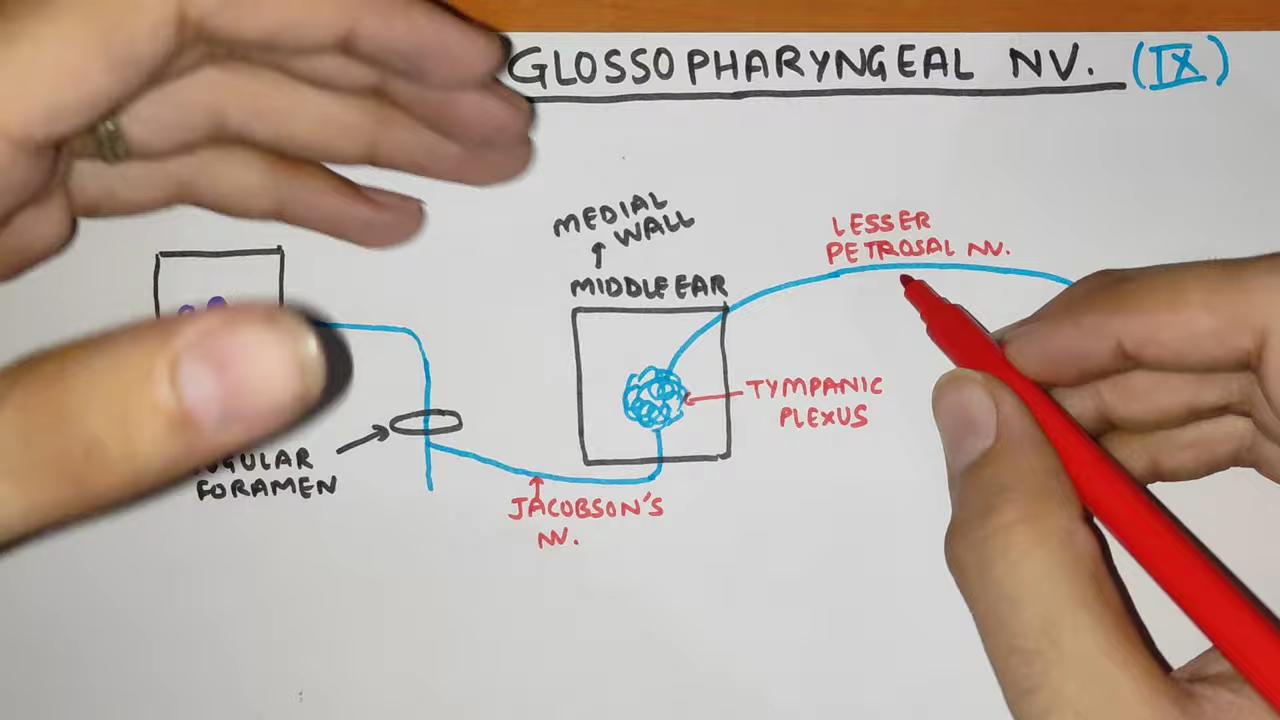 GLOSSOPHARYNGEAL NV. (IX)
MEDIAL
WALL
MIDDLE EAR
LESSER
PETROSAL NV.
TYMPANIC
PLEXUS
FORAMEN
JACOBSON'S
NV.